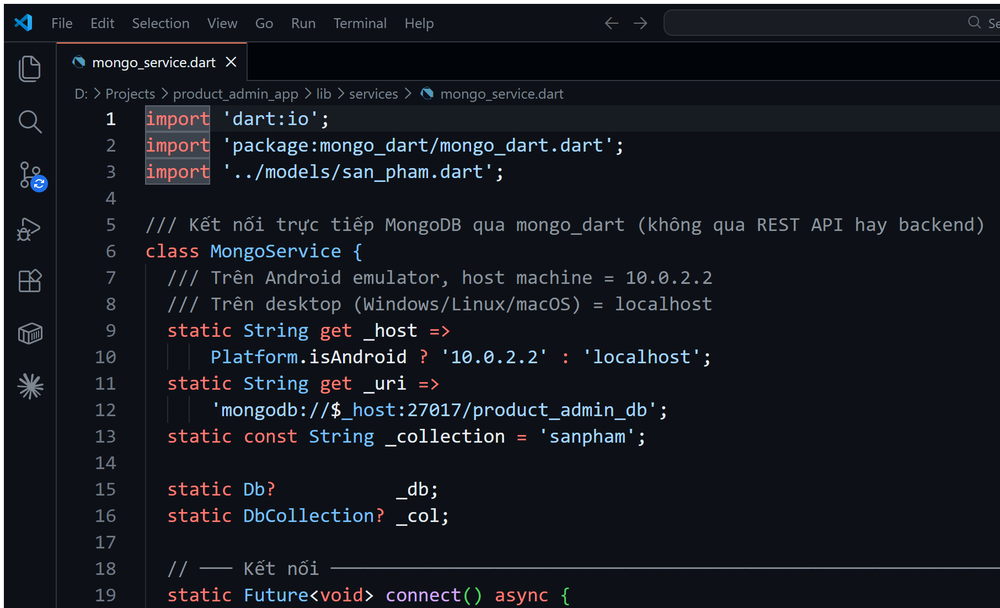 File Edit Selection View Go Run Terminal Help
mongo_service.dart
D: > Projects > product_admin_app > lib > services > mongo_service.dart
1 import 'dart:io';
2 import 'package:mongo_dart/mongo_dart.dart';
3 import '../models/san_pham.dart';
4
5 /// Kết nối trực tiếp MongoDB qua mongo_dart (không qua REST API hay backend)
6 class MongoService {
7 /// Trên Android emulator, host machine = 10.0.2.2
8 /// Trên desktop (Windows/Linux/macOS) = localhost
9 static String get _host =>
10 Platform.isAndroid ? '10.0.2.2' : 'localhost';
11 static String get _uri =>
12 'mongodb://$_host:27017/product_admin_db';
13 static const String _collection = 'sanpham';
14
15 static Db? _db;
16 static DbCollection? _col;
17
18 // ─── Kết nối ──────────────────────────────────────────────────────────────
19 static Future<void> connect() async {